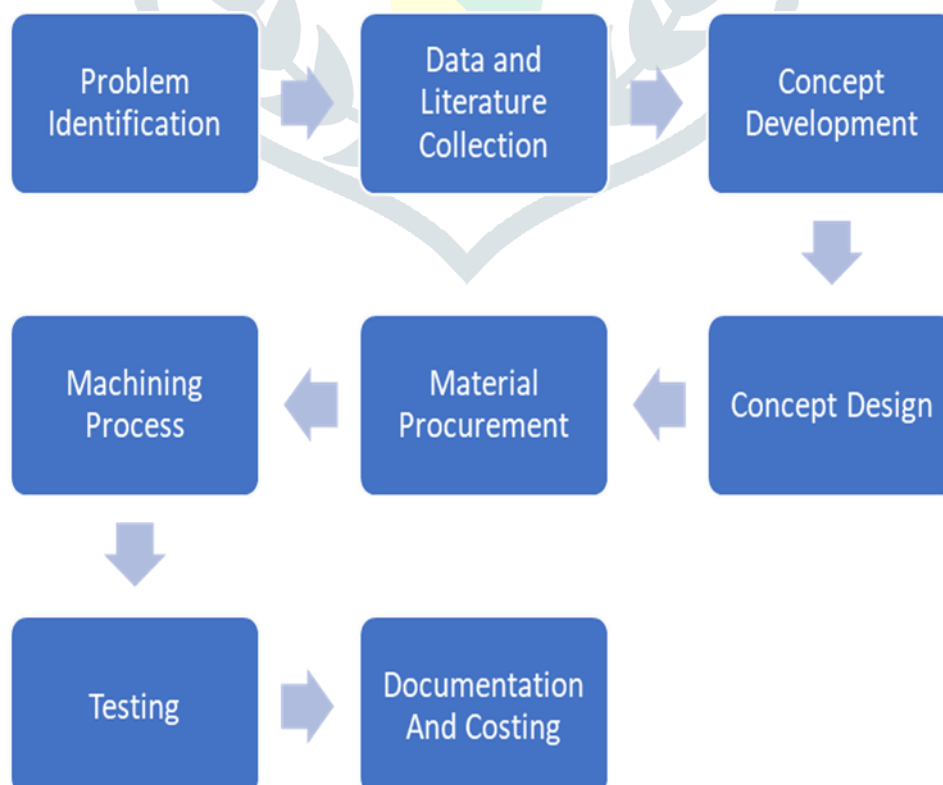 Problem
Identification
Data and
Literature
Collection
Concept
Development
Concept Design
Material
Procurement
Machining
Process
Testing
Documentation
And Costing